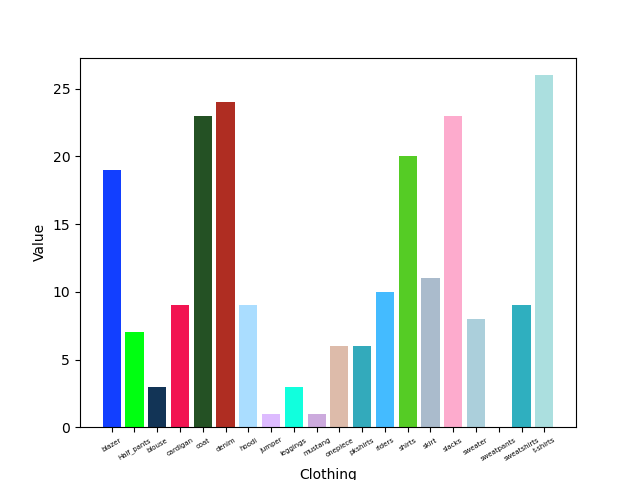 25
20
15
10
5
0
Value
blazer
Half_pants
blouse
cardigan
coat
denim
hoodi
jumper
leggings
mustang
onepiece
pkshirts
riders
shirts
skirt
slacks
sweater
sweatpants
sweatshirts
t-shirts
Clothing